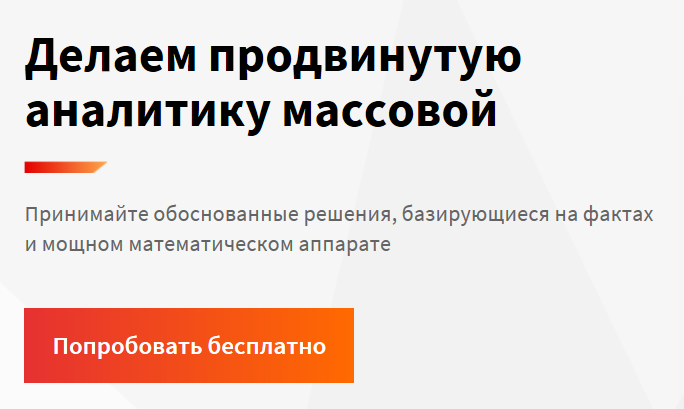 Делаем продвинутую
аналитику массовой
Принимайте обоснованные решения, базирующиеся на фактах
и мощном математическом аппарате
Попробовать бесплатно